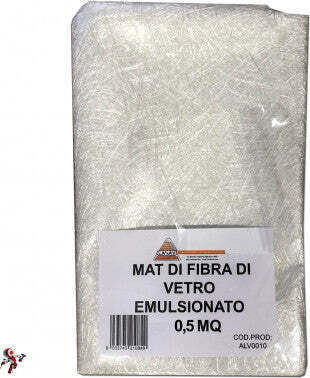 MAT DI FIBRA DI
VETRO
EMULSIONATO
0,5 MQ
COD.PROD:
ALV0010